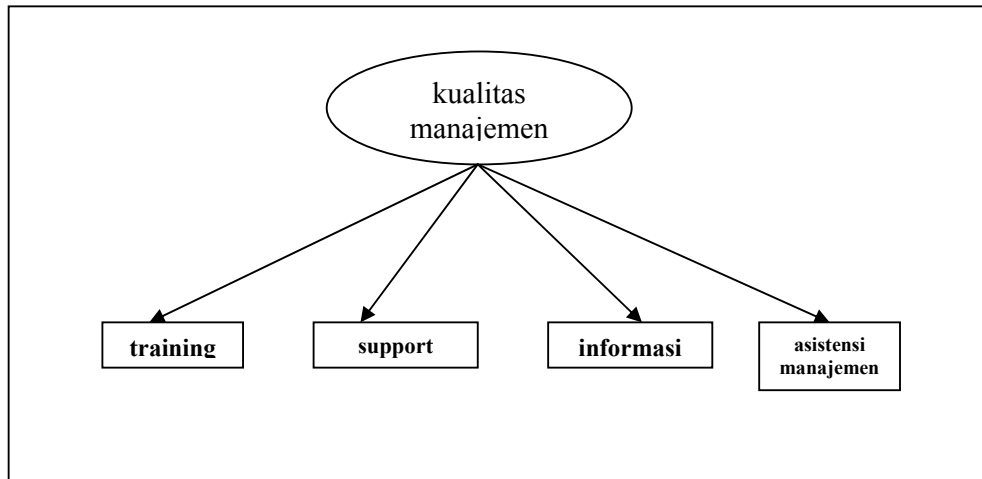 kualitas
manajemen
training
support
informasi
asistensi
manajemen